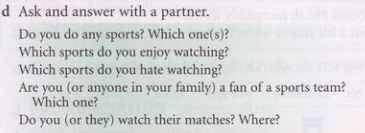 d Ask and answer with a partner.
Do you do any sports? Which one(s)?
Which sports do you enjoy watching?
Which sports do you hate watching?
Are you (or anyone in your family) a fan of a sports team?
Which one?
Do you (or they) watch their matches? Where?